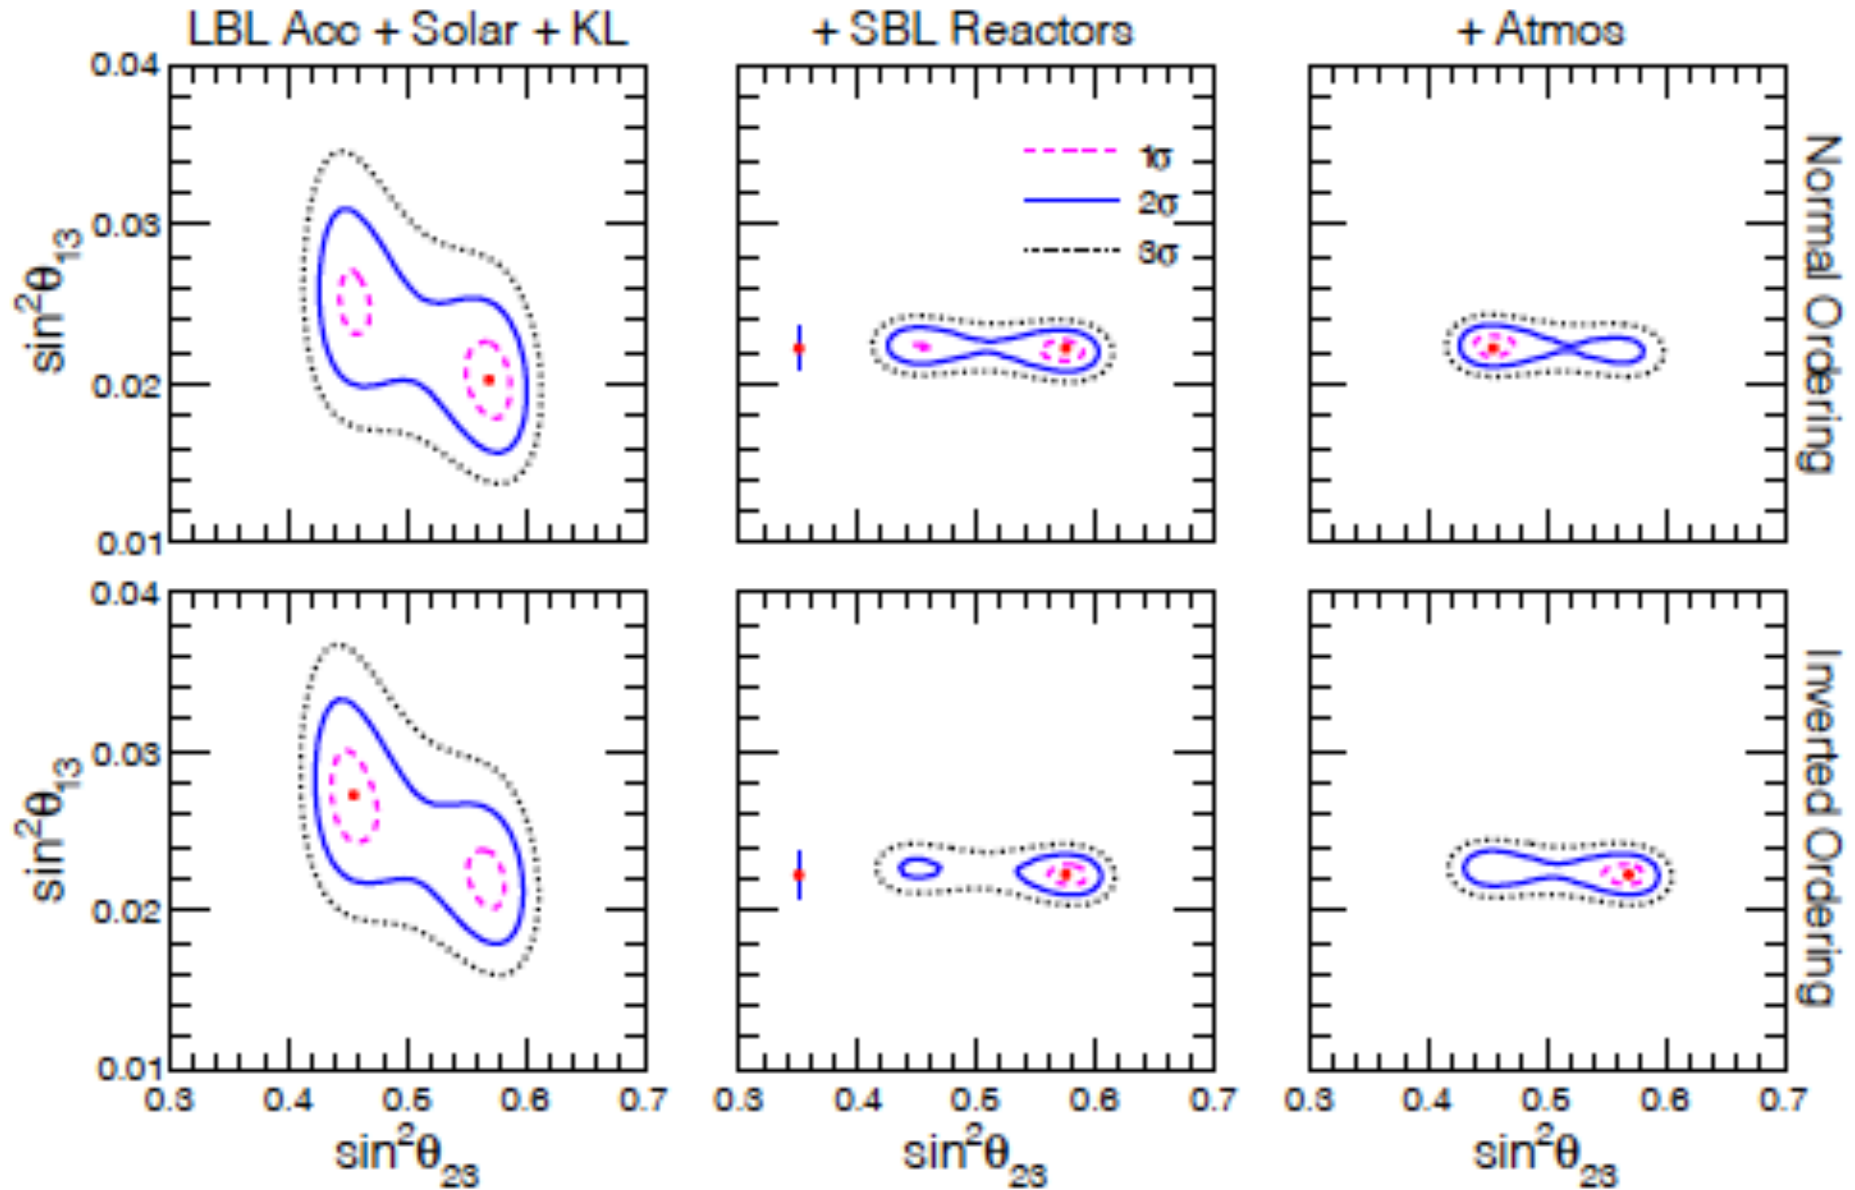 LBL Acc + Solar + KL
+ SBL Reactors
+ Atmos
0.04
0.03
0.02
0.01
sin²θ₁₃
1σ
2σ
3σ
Normal Ordering
0.04
0.03
0.02
0.01
sin²θ₁₃
Inverted Ordering
0.3 0.4 0.5 0.6 0.7
0.3 0.4 0.5 0.6 0.7
0.3 0.4 0.5 0.6 0.7
sin²θ₂₃
sin²θ₂₃
sin²θ₂₃